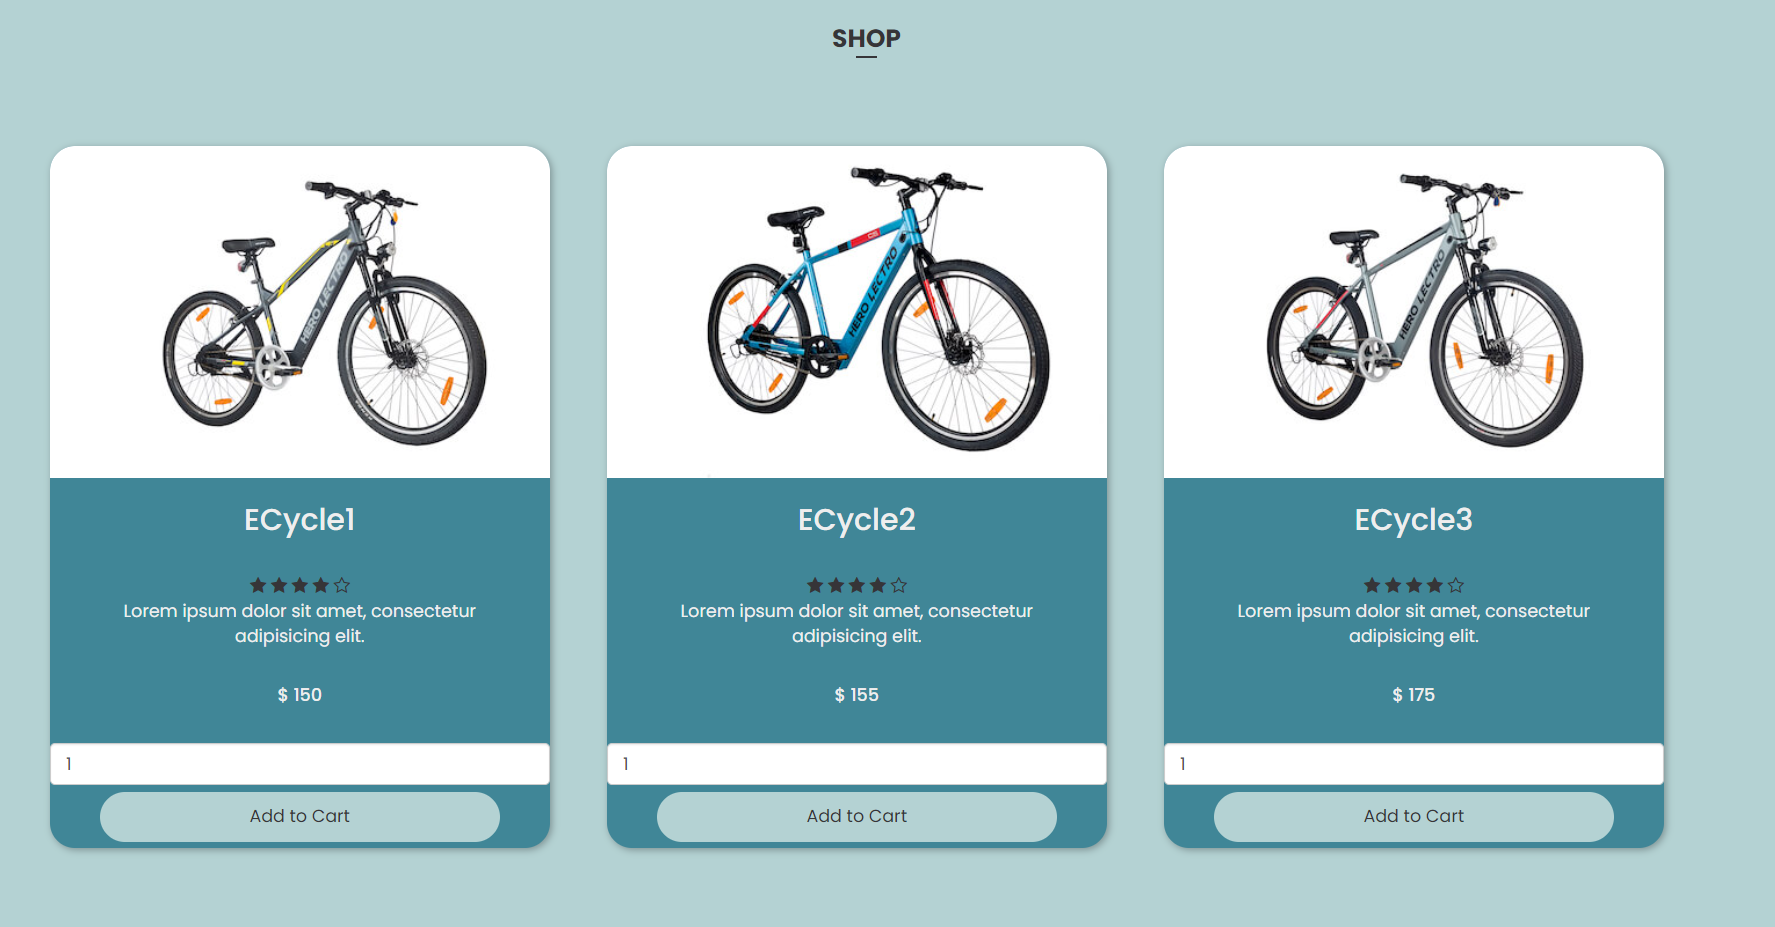 SHOP
HERO LECTRO
HERO LECTRO
HERO LECTRO
ECycle1
ECycle2
ECycle3
Lorem ipsum dolor sit amet, consectetur
adipisicing elit.
Lorem ipsum dolor sit amet, consectetur
adipisicing elit.
Lorem ipsum dolor sit amet, consectetur
adipisicing elit.
$ 150
$ 155
$ 175
1
1
1
Add to Cart
Add to Cart
Add to Cart